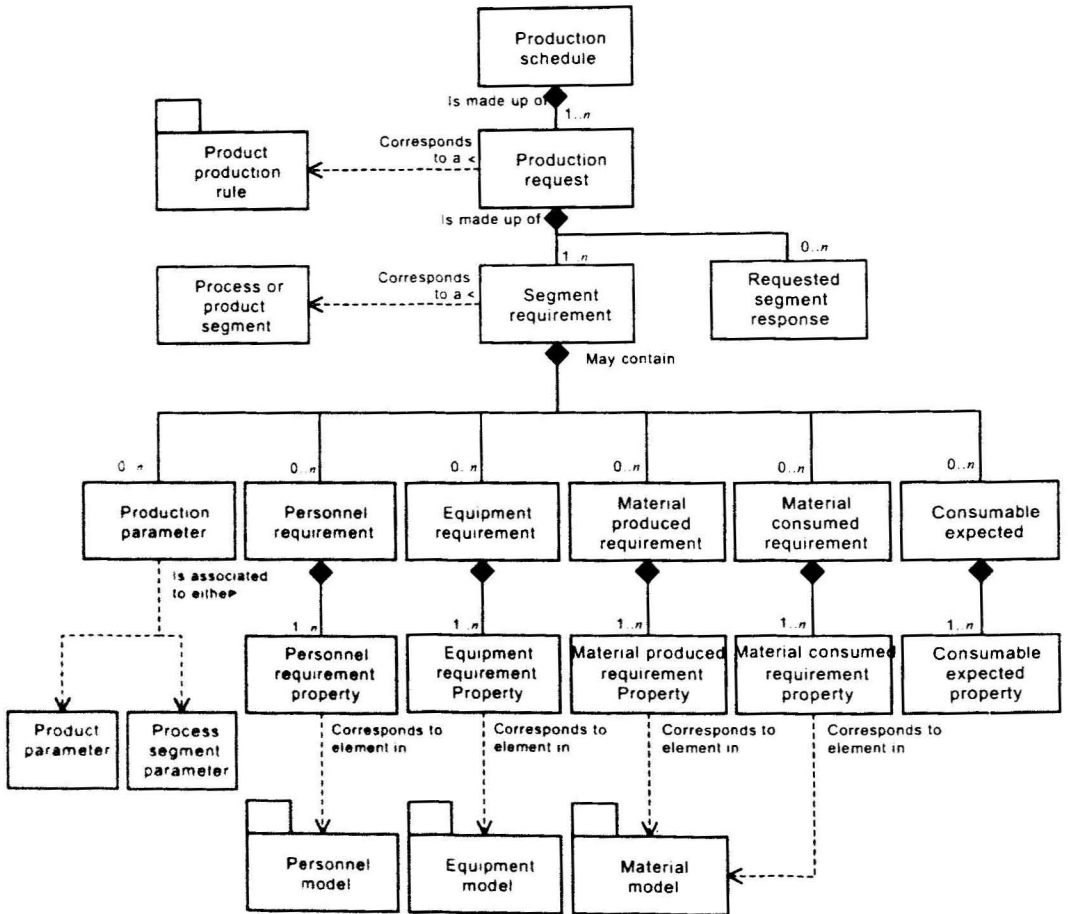 Production
schedule
Is made up of
1..n
Product
production
rule
Corresponds
to a <
Production
request
Is made up of
1..n
0..n
Process or
product
segment
Corresponds
to a <
Segment
requirement
Requested
segment
response
May contain
0..n
0..n
0..n
0..n
0..n
0..n
Production
parameter
Personnel
requirement
Equipment
requirement
Material
produced
requirement
Material
consumed
requirement
Consumable
expected
Is associated
to either
1..n
1..n
1..n
1..n
1..n
Personnel
requirement
property
Equipment
requirement
Property
Material produced
requirement
Property
Material consumed
requirement
property
Consumable
expected
property
Product
parameter
Process
segment
parameter
Corresponds to
element in
Corresponds to
element in
Corresponds to
element in
Corresponds to
element in
Personnel
model
Equipment
model
Material
model